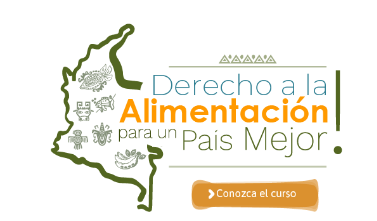 Derecho a la
Alimentación
para un País Mejor!
Conozca el curso